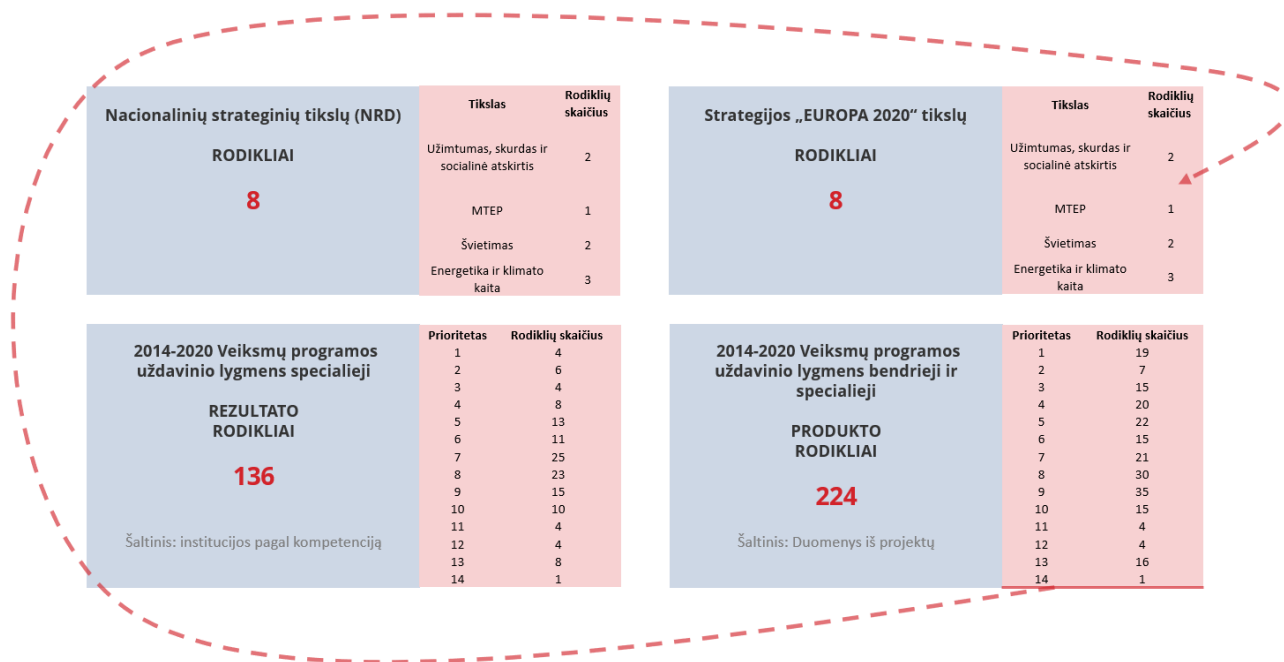 Nacionalinių strateginių tikslų (NRD)
RODIKLIAI
8
Tikslas Rodiklių
skaičius
Užimtumas, skurdas ir
socialinė atskirtis 2
MTEP 1
Švietimas 2
Energetika ir klimato
kaita 3
Strategijos „EUROPA 2020“ tikslų
RODIKLIAI
8
Tikslas Rodiklių
skaičius
Užimtumas, skurdas ir
socialinė atskirtis 2
MTEP 1
Švietimas 2
Energetika ir klimato
kaita 3
2014-2020 Veiksmų programos
uždavinio lygmens specialieji
REZULTATO
RODIKLIAI
136
Šaltinis: institucijos pagal kompetenciją
Prioritetas Rodiklių skaičius
1 4
2 6
3 4
4 8
5 13
6 11
7 25
8 23
9 15
10 10
11 4
12 4
13 8
14 1
2014-2020 Veiksmų programos
uždavinio lygmens bendrieji ir
specialieji
PRODUKTO
RODIKLIAI
224
Šaltinis: Duomenys iš projektų
Prioritetas Rodiklių skaičius
1 19
2 7
3 15
4 20
5 22
6 15
7 21
8 30
9 35
10 15
11 4
12 4
13 16
14 1